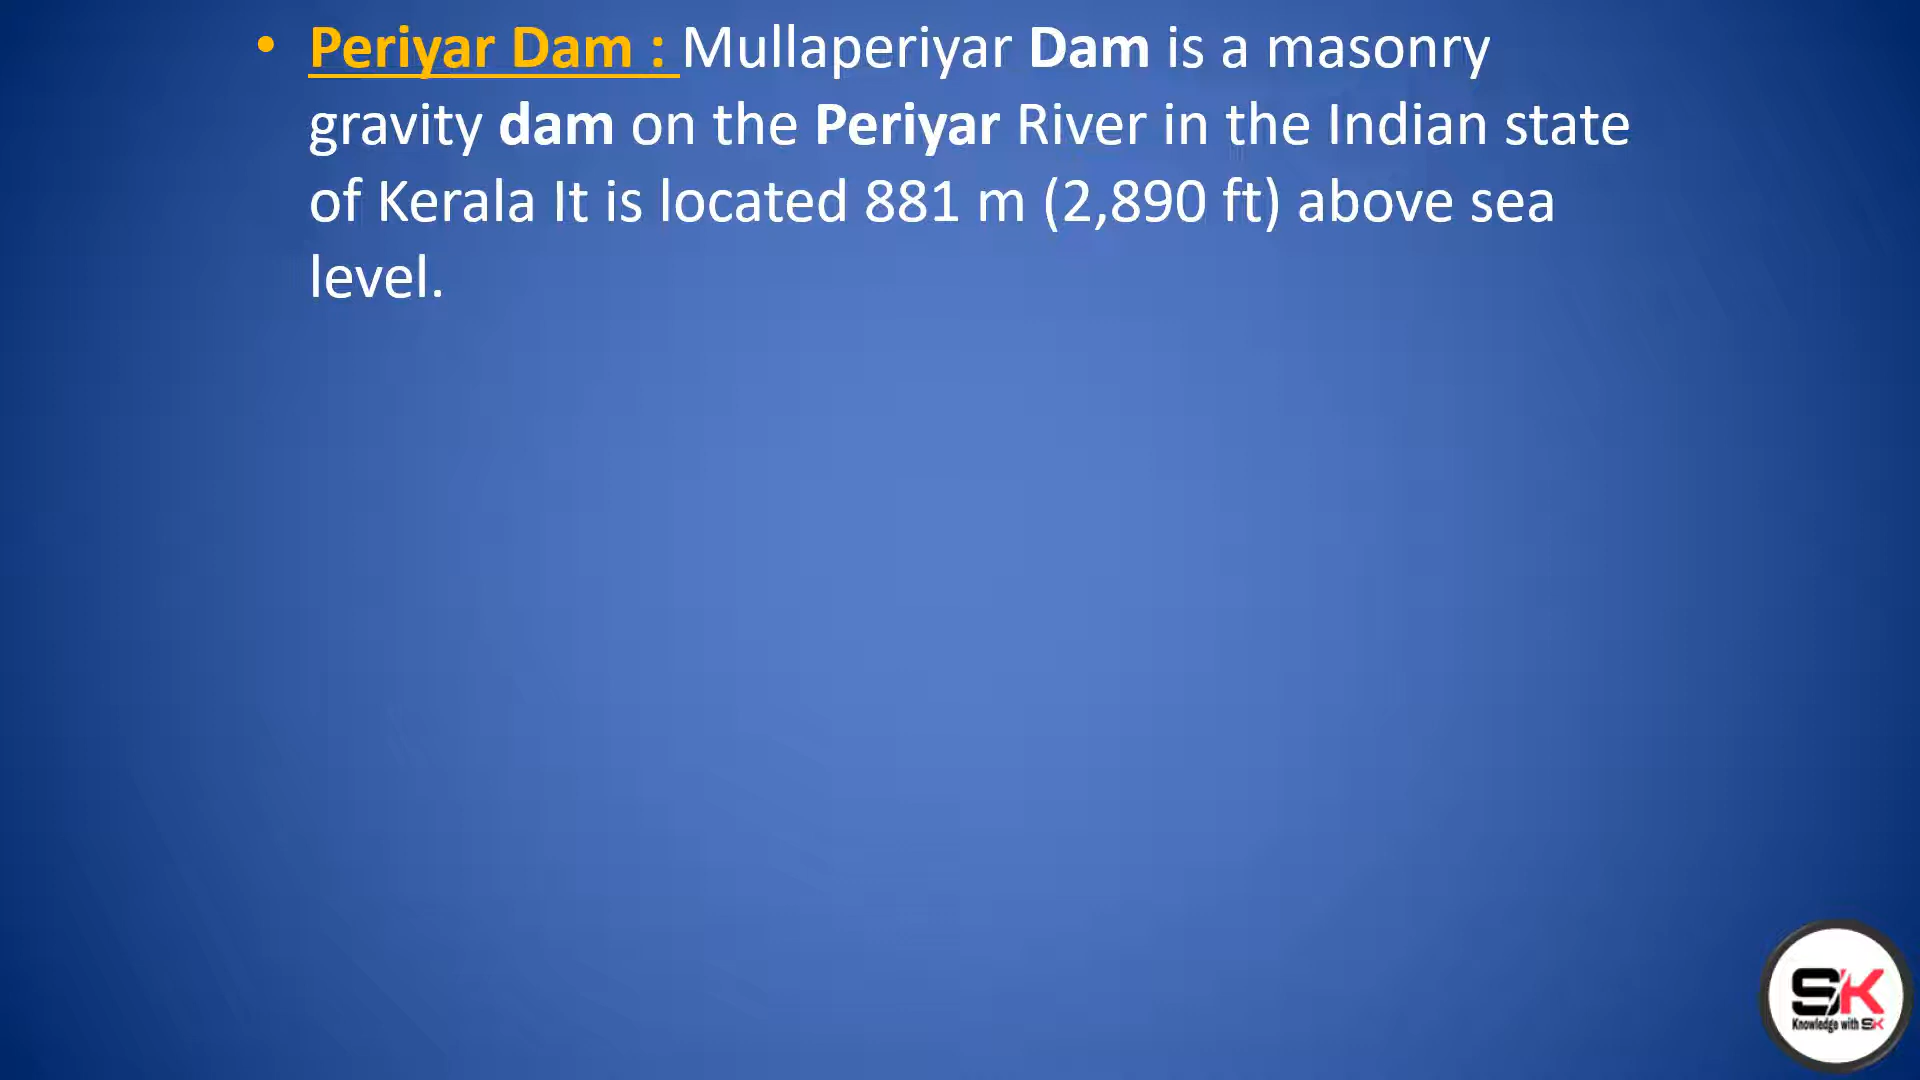 • Periyar Dam : Mullaperiyar Dam is a masonry
gravity dam on the Periyar River in the Indian state
of Kerala It is located 881 m (2,890 ft) above sea
level.
SK
Knowledge with SK